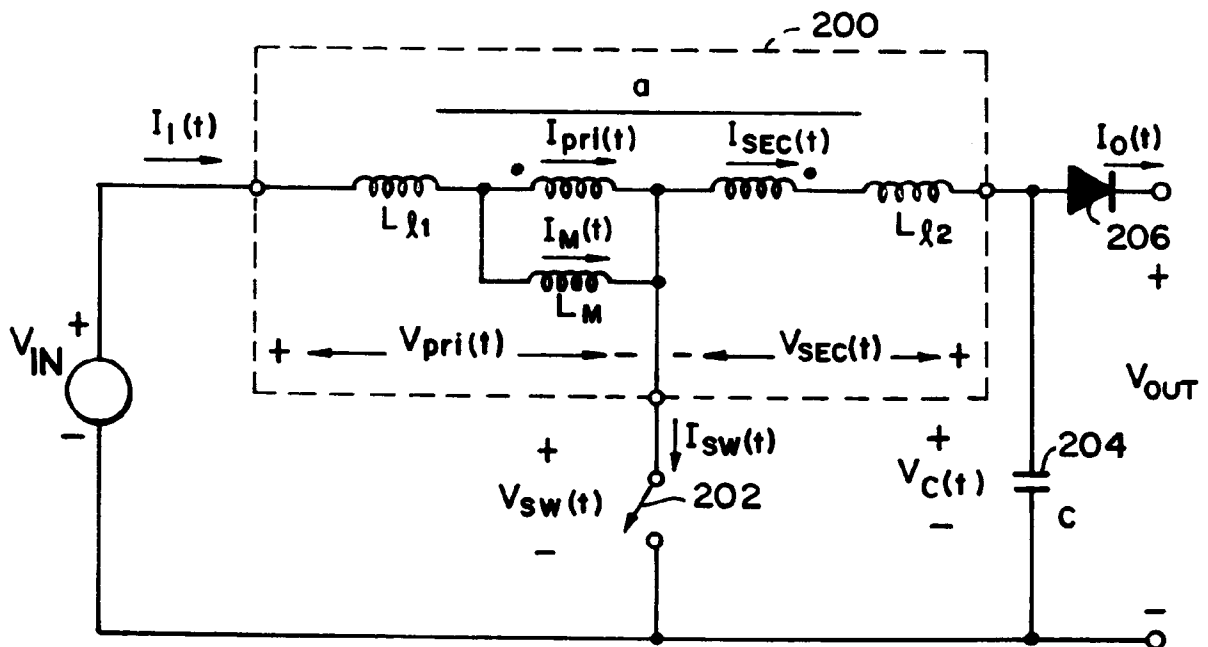 200
a
I₁(t)
Ipri(t)
ISEC(t)
IO(t)
Lℓ1
IM(t)
Lℓ2
206
LM
+
+ Vpri(t) - - VSEC(t) +
+
VIN
-
VOUT
ISW(t)
+
+
204
VSW(t)
202
VC(t)
-
-
C
-